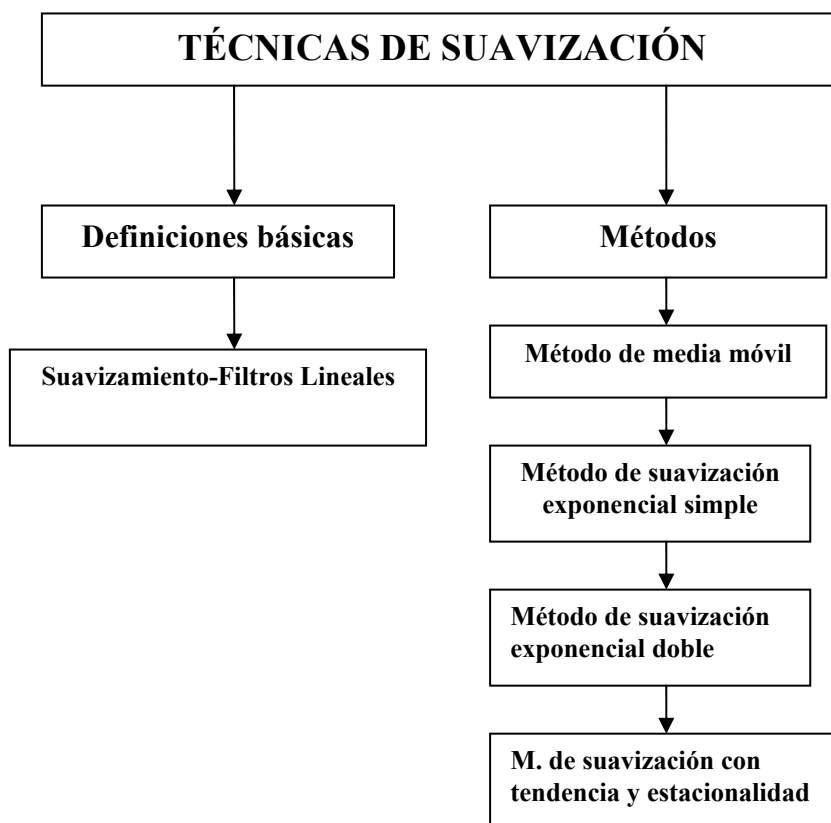 TÉCNICAS DE SUAVIZACIÓN
Definiciones básicas
Suavizamiento-Filtros Lineales
Métodos
Método de media móvil
Método de suavización
exponencial simple
Método de suavización
exponencial doble
M. de suavización con
tendencia y estacionalidad